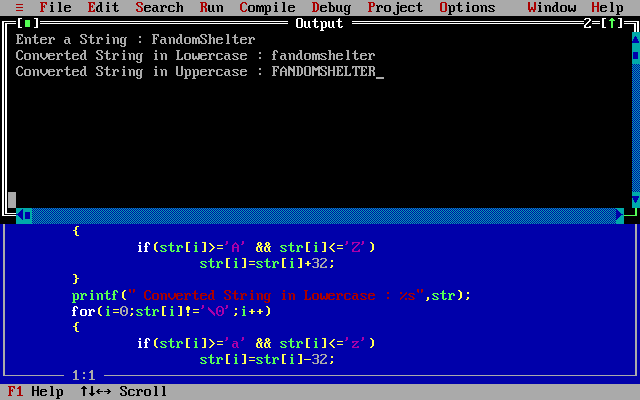 ≡ File Edit Search Run Compile Debug Project Options Window Help
[■] Output 2=[↑]
Enter a String : FandomShelter
Converted String in Lowercase : fandomshelter
Converted String in Uppercase : FANDOMSHELTER_
{
if(str[i]>='A' && str[i]<='Z')
str[i]=str[i]+32;
}
printf(" Converted String in Lowercase : %s",str);
for(i=0;str[i]!='\0';i++)
{
if(str[i]>='a' && str[i]<='z')
str[i]=str[i]-32;
1:1
F1 Help ↑↓←→ Scroll